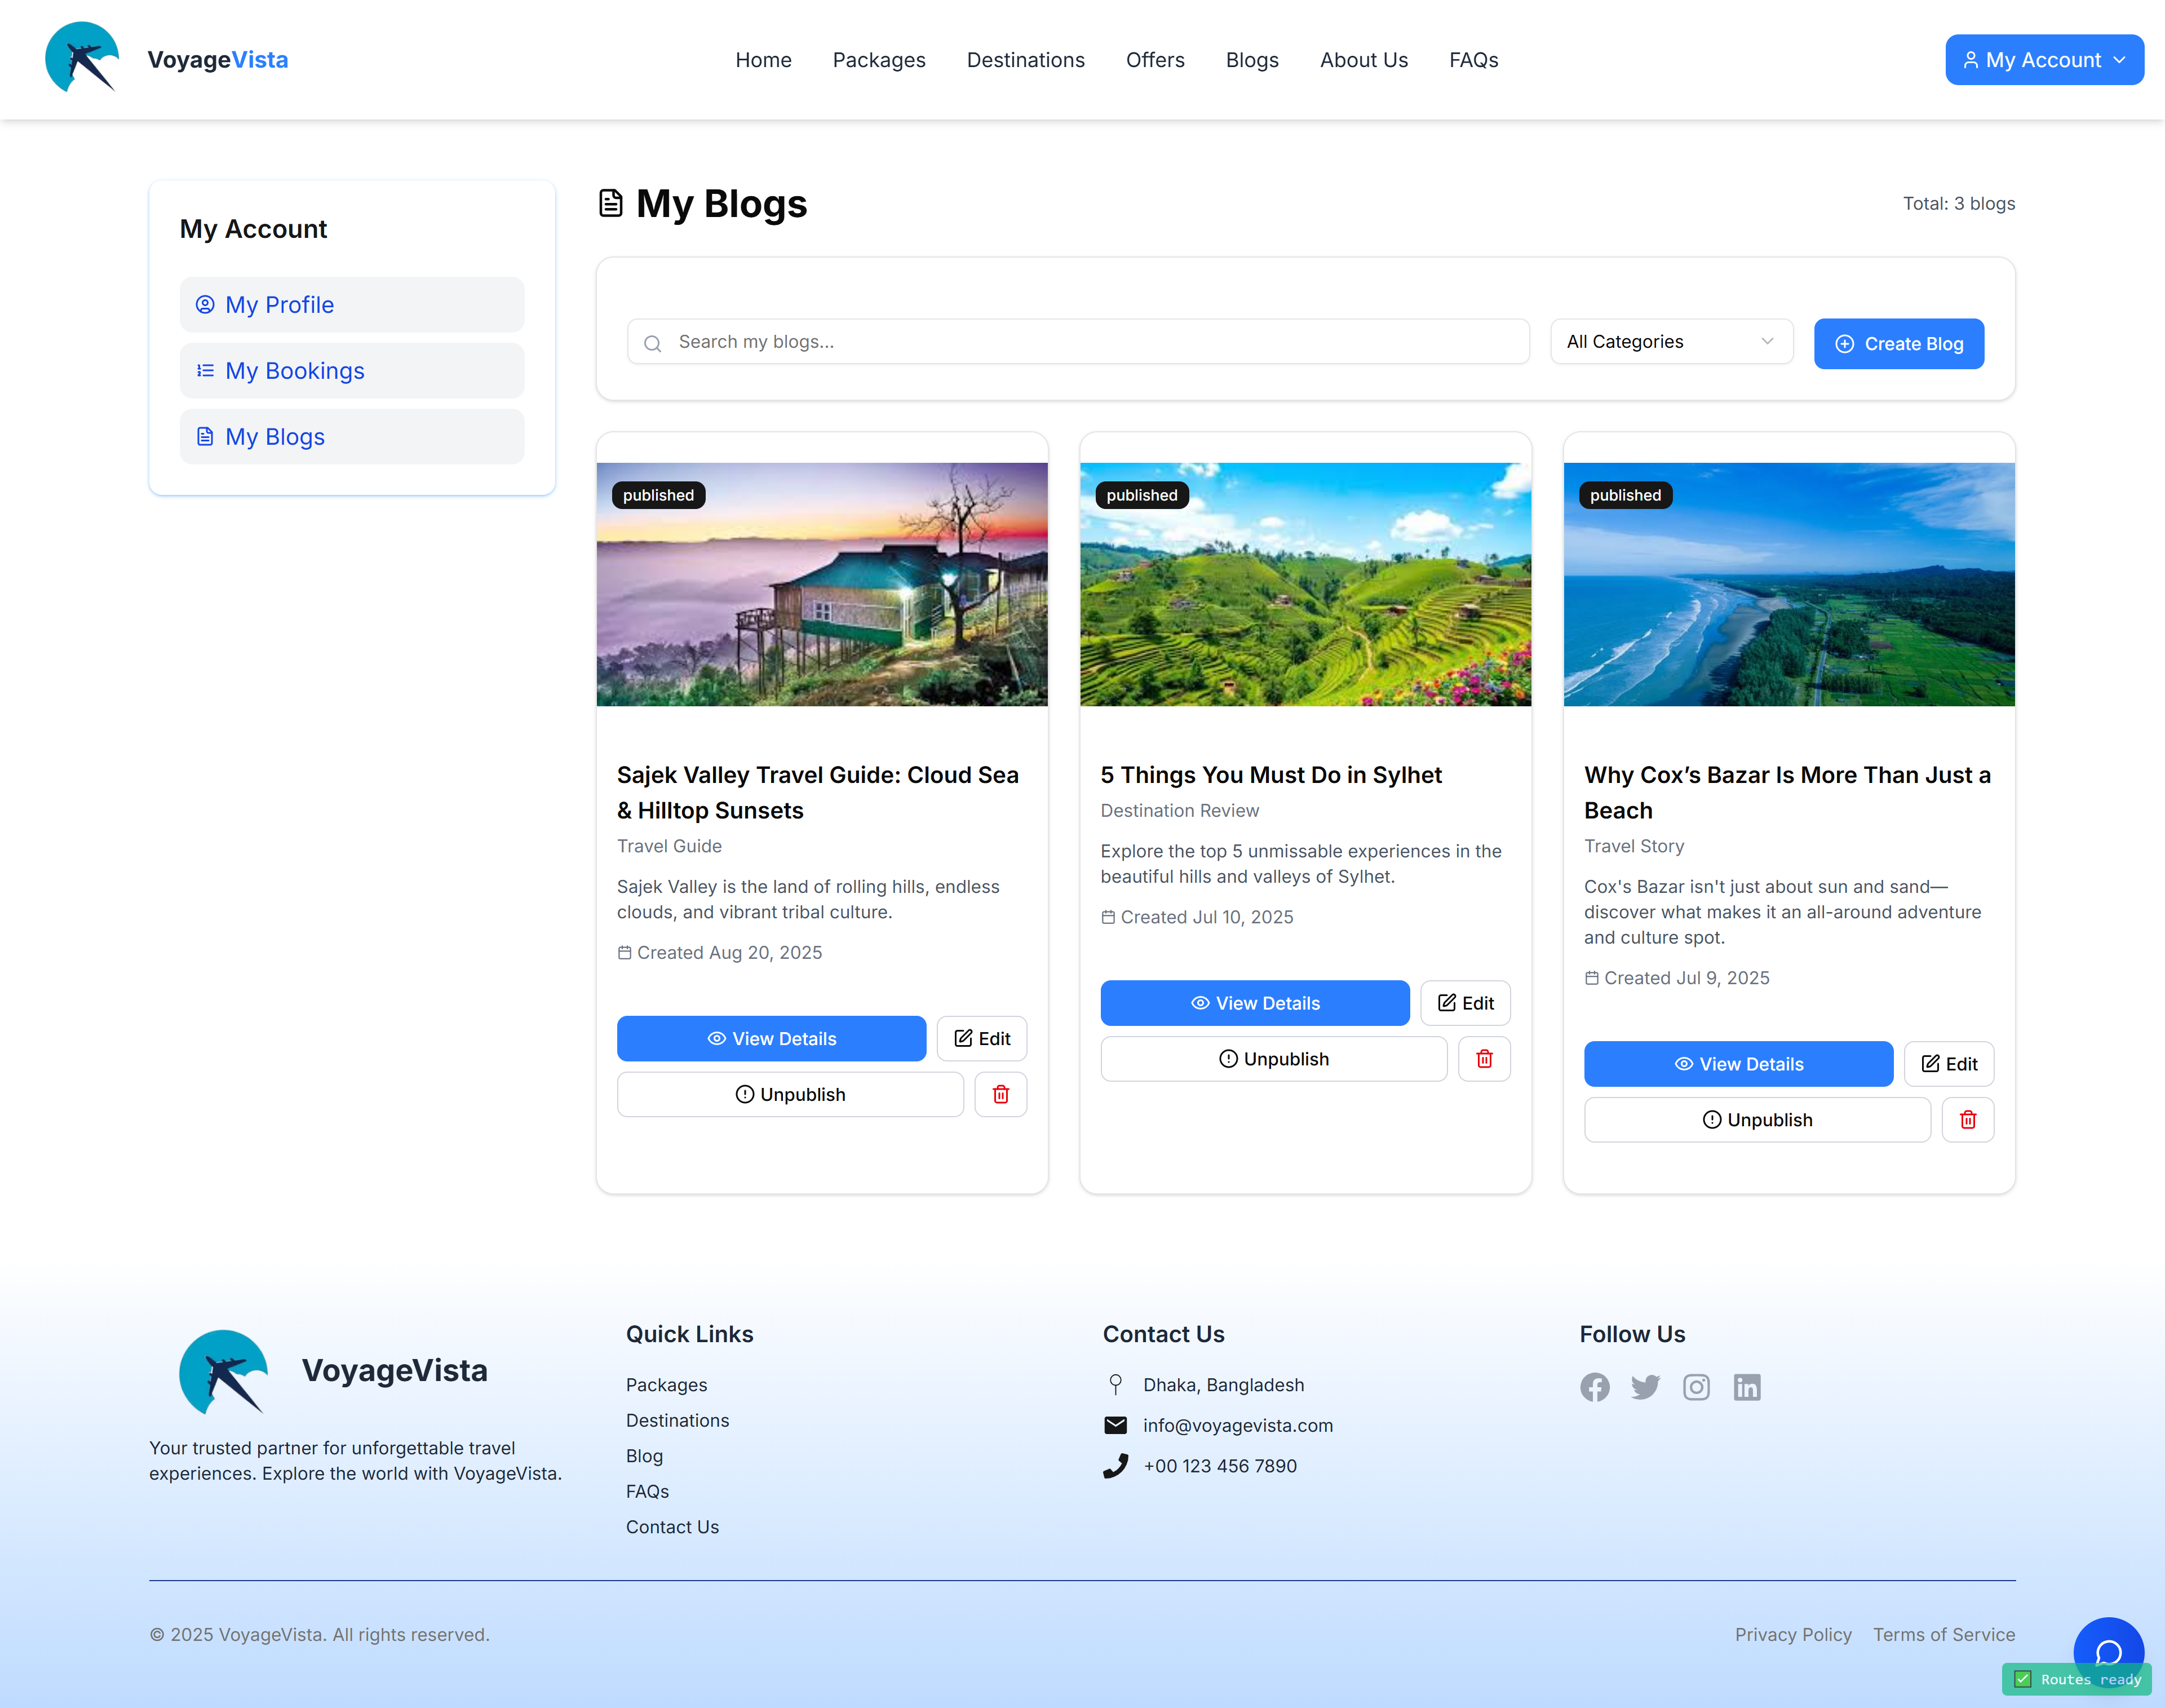 VoyageVista
Home Packages Destinations Offers Blogs About Us FAQs
My Account
My Account
My Profile
My Bookings
My Blogs
My Blogs
Total: 3 blogs
Search my blogs...
All Categories
Create Blog
published
Sajek Valley Travel Guide: Cloud Sea
& Hilltop Sunsets
Travel Guide
Sajek Valley is the land of rolling hills, endless
clouds, and vibrant tribal culture.
Created Aug 20, 2025
View Details
Edit
Unpublish
published
5 Things You Must Do in Sylhet
Destination Review
Explore the top 5 unmissable experiences in the
beautiful hills and valleys of Sylhet.
Created Jul 10, 2025
View Details
Edit
Unpublish
published
Why Cox’s Bazar Is More Than Just a
Beach
Travel Story
Cox's Bazar isn't just about sun and sand—
discover what makes it an all-around adventure
and culture spot.
Created Jul 9, 2025
View Details
Edit
Unpublish
VoyageVista
Your trusted partner for unforgettable travel
experiences. Explore the world with VoyageVista.
Quick Links
Packages
Destinations
Blog
FAQs
Contact Us
Contact Us
Dhaka, Bangladesh
info@voyagevista.com
+00 123 456 7890
Follow Us
© 2025 VoyageVista. All rights reserved.
Privacy Policy Terms of Service
Routes ready